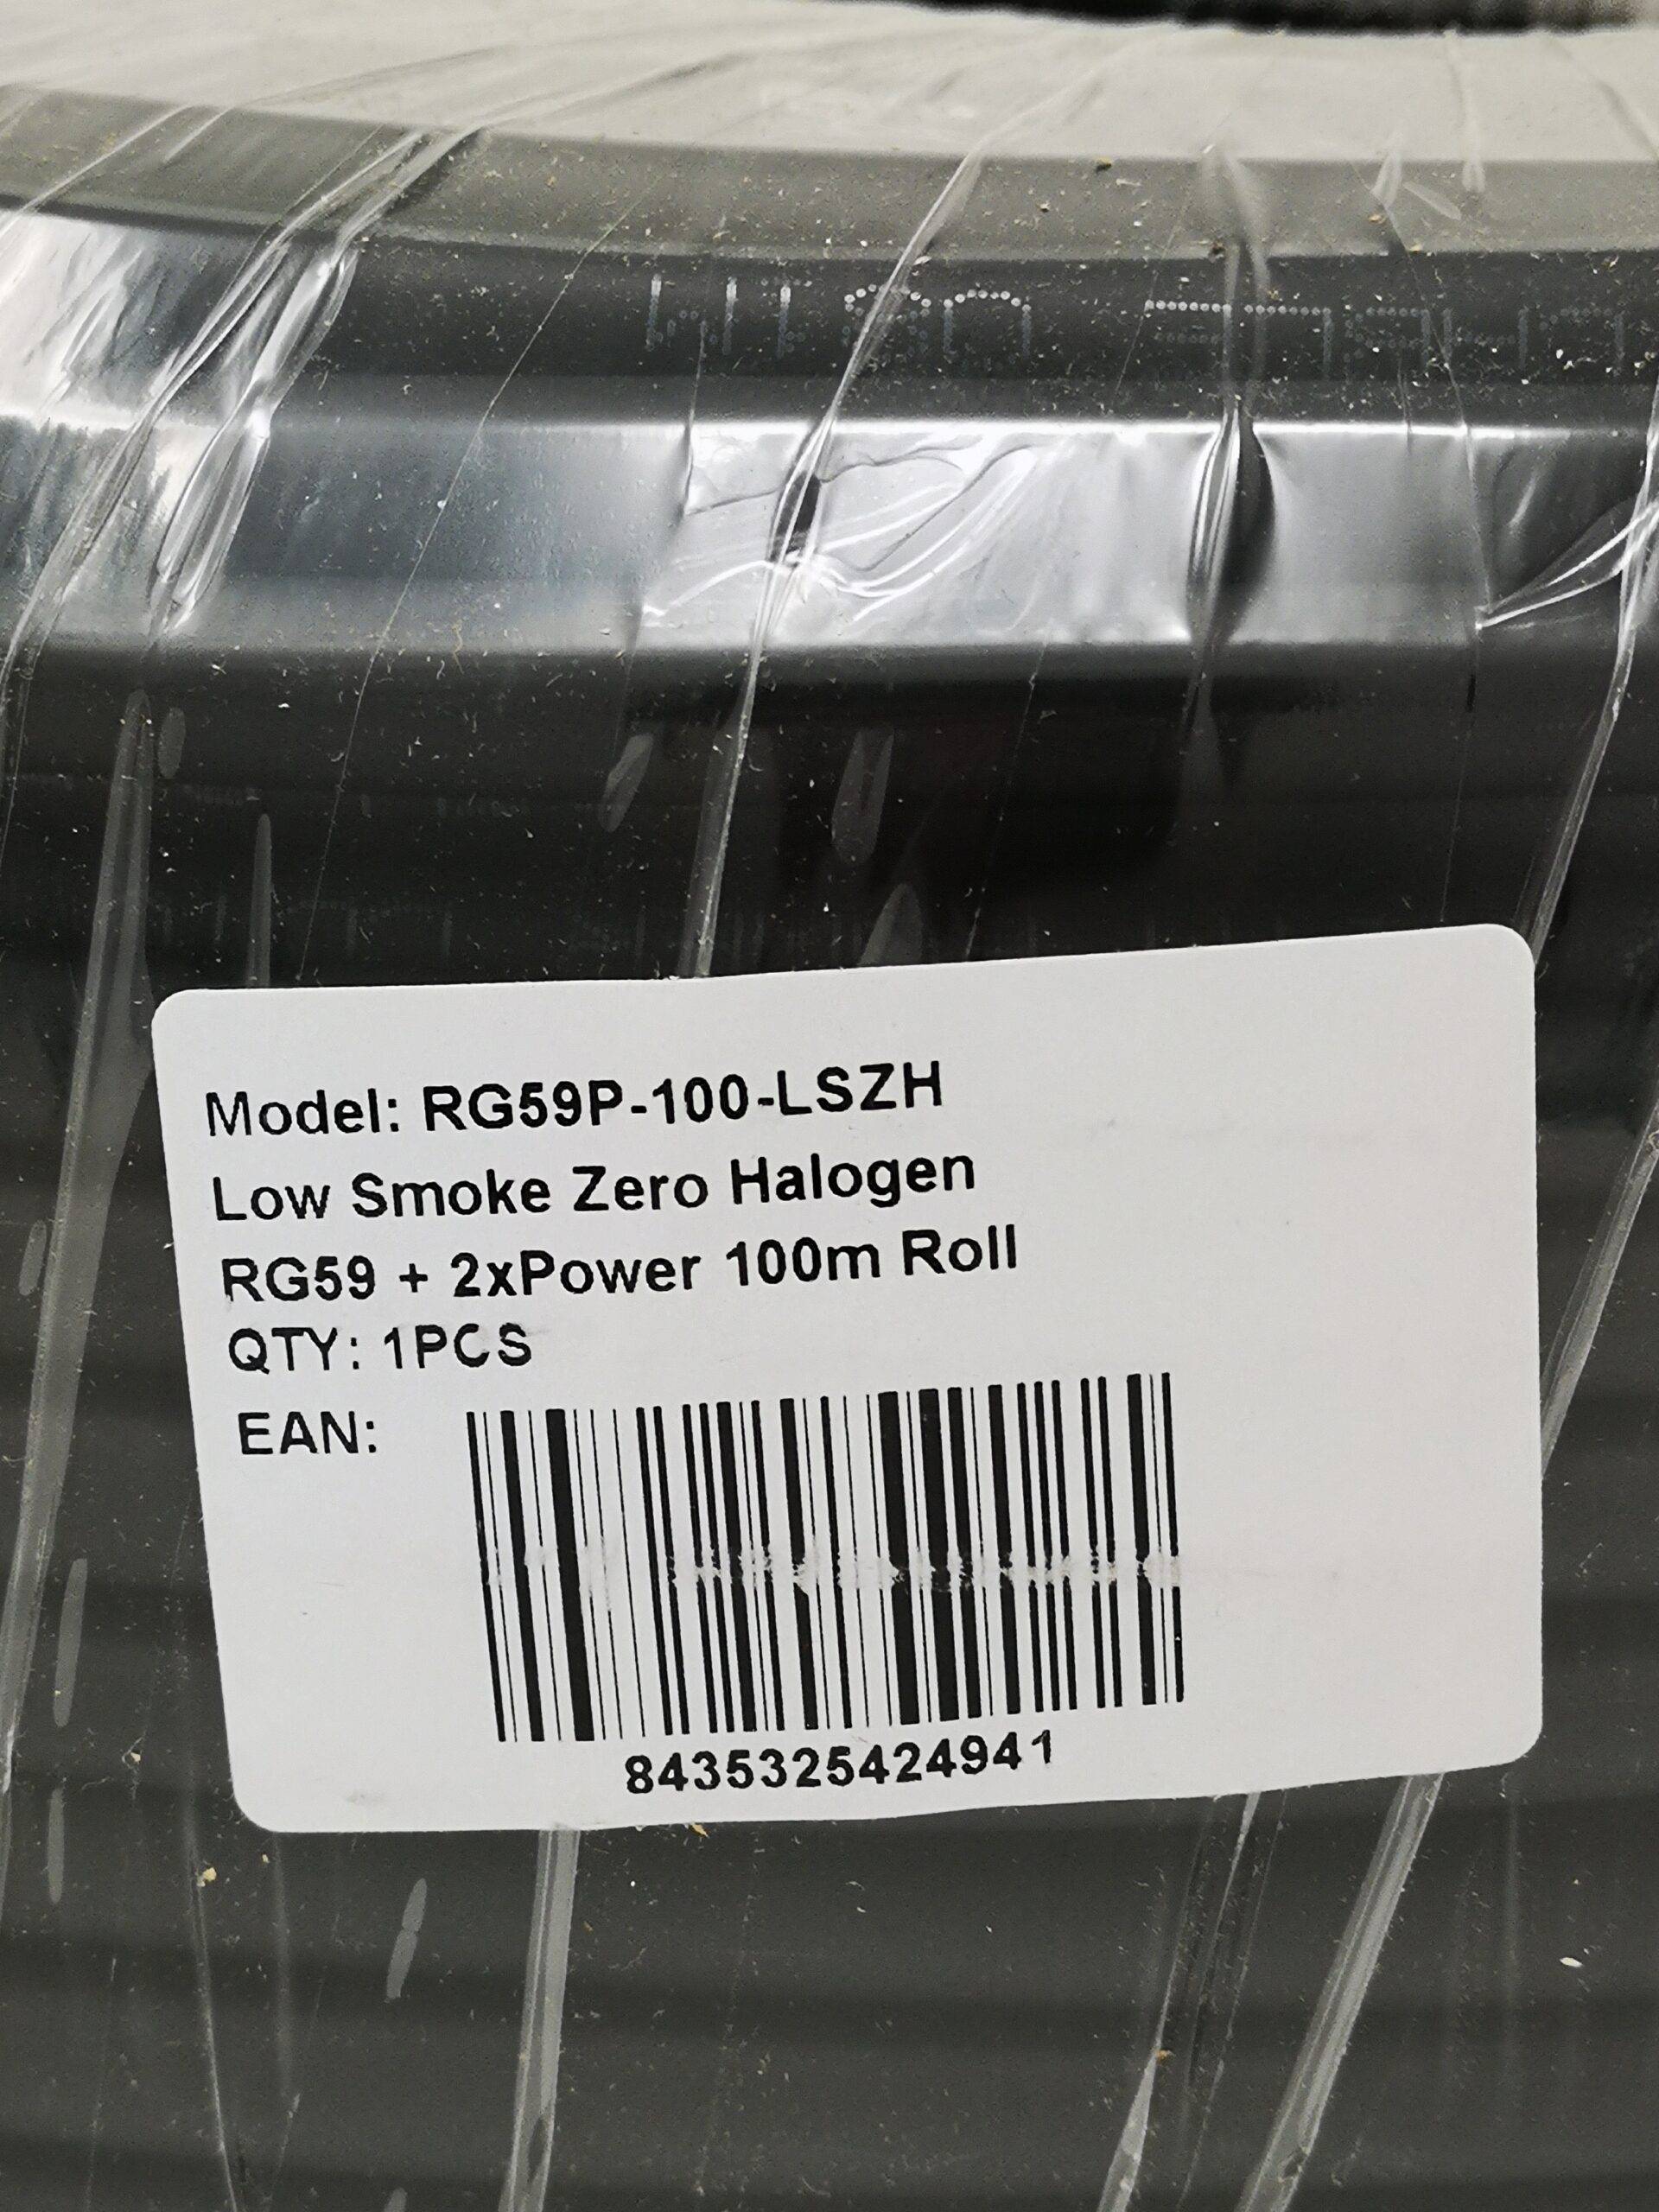 Model: RG59P-100-LSZH
Low Smoke Zero Halogen
RG59 + 2xPower 100m Roll
QTY: 1PCS
EAN:
8435325424941